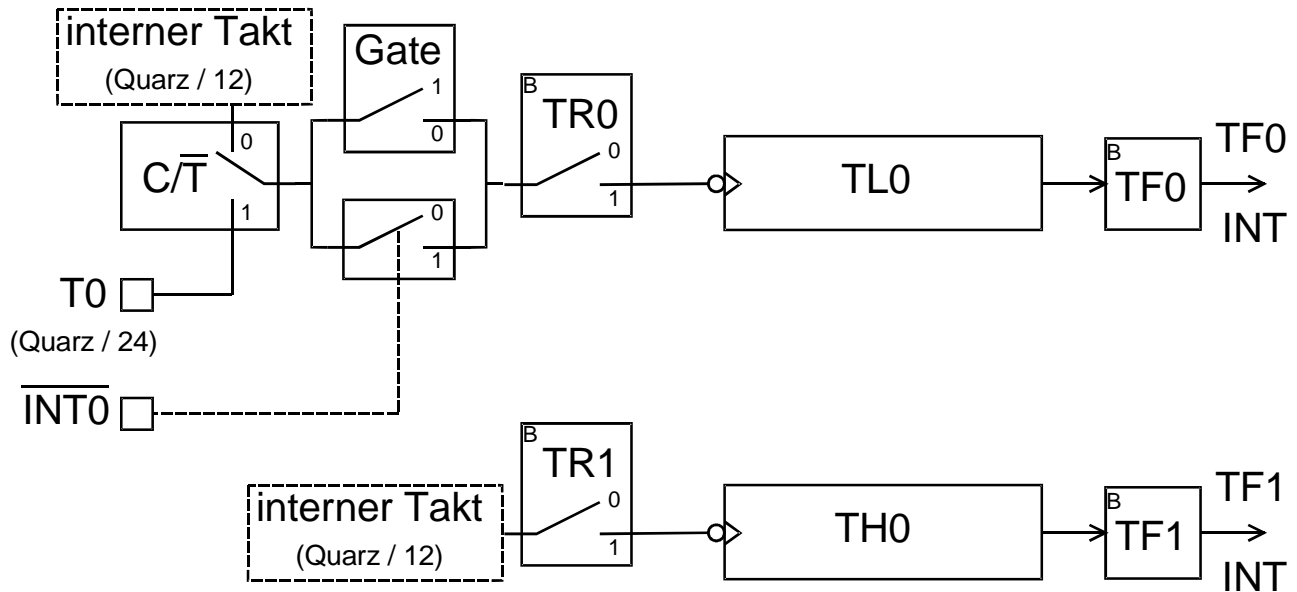 interner Takt
(Quarz / 12)
Gate
1
0
B
TR0
0
1
C/T̅
0
1
0
1
TL0
B
TF0
TF0
INT
T0
(Quarz / 24)
I̅N̅T̅0̅
B
TR1
0
1
interner Takt
(Quarz / 12)
TH0
B
TF1
TF1
INT